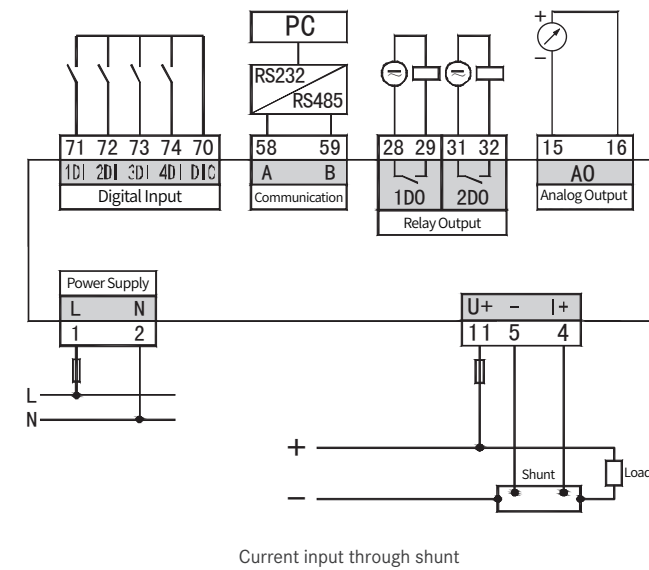 PC
RS232
RS485
71 72 73 74 70
1DI 2DI 3DI 4DI DIC
Digital Input
58 59
A B
Communication
28 29 31 32
1DO 2DO
Relay Output
+
−
15 16
AO
Analog Output
Power Supply
L N
1 2
L
N
U+ − I+
11 5 4
+
−
Shunt
Load
Current input through shunt